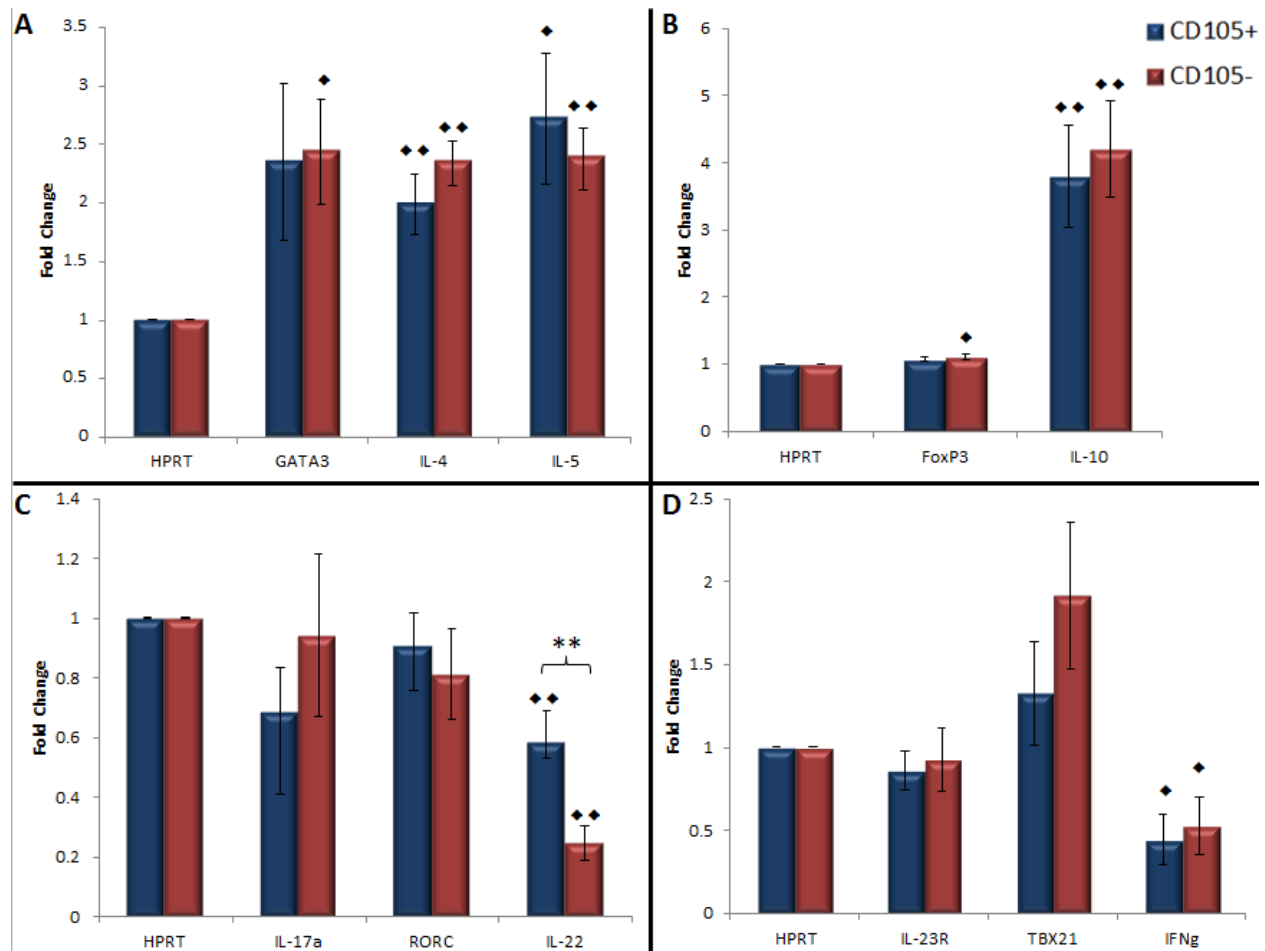 A
3.5
3
2.5
2
1.5
1
0.5
0
Fold Change
HPRT GATA3 IL-4 IL-5
B
6
5
4
3
2
1
0
Fold Change
HPRT FoxP3 IL-10
CD105+
CD105-
C
1.4
1.2
1
0.8
0.6
0.4
0.2
0
Fold Change
**
HPRT IL-17a RORC IL-22
D
2.5
2
1.5
1
0.5
0
Fold Change
HPRT IL-23R TBX21 IFNg